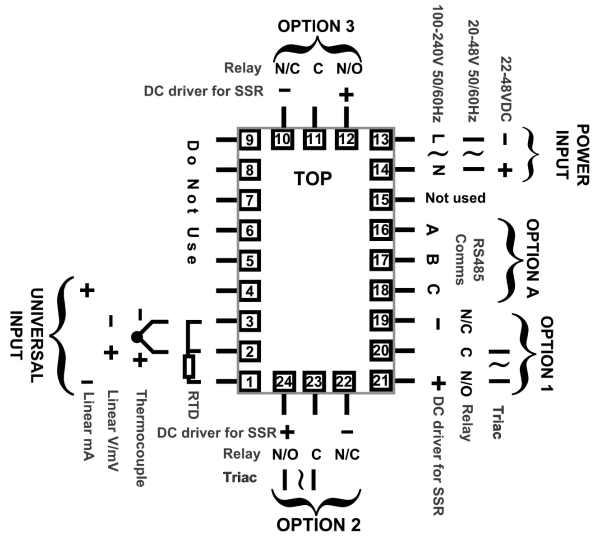 OPTION 3
Relay N/C C N/O
DC driver for SSR − +
100-240V 50/60Hz
L ~ N
20-48V 50/60Hz
~
22-48VDC
− +
POWER
INPUT
9 10 11 12 13
8 14
7 15
6 16
5 17
4 18
3 19
2 20
1 24 23 22 21
TOP
Do Not Use
Not used
A B C
RS485
Comms
OPTION A
− + DC driver for SSR
N/C C N/O Relay
~ Triac
OPTION 1
UNIVERSAL
INPUT
+ − Linear mA
− + Linear V/mV
− + Thermocouple
RTD
DC driver for SSR + −
Relay N/O C N/C
Triac ~
OPTION 2